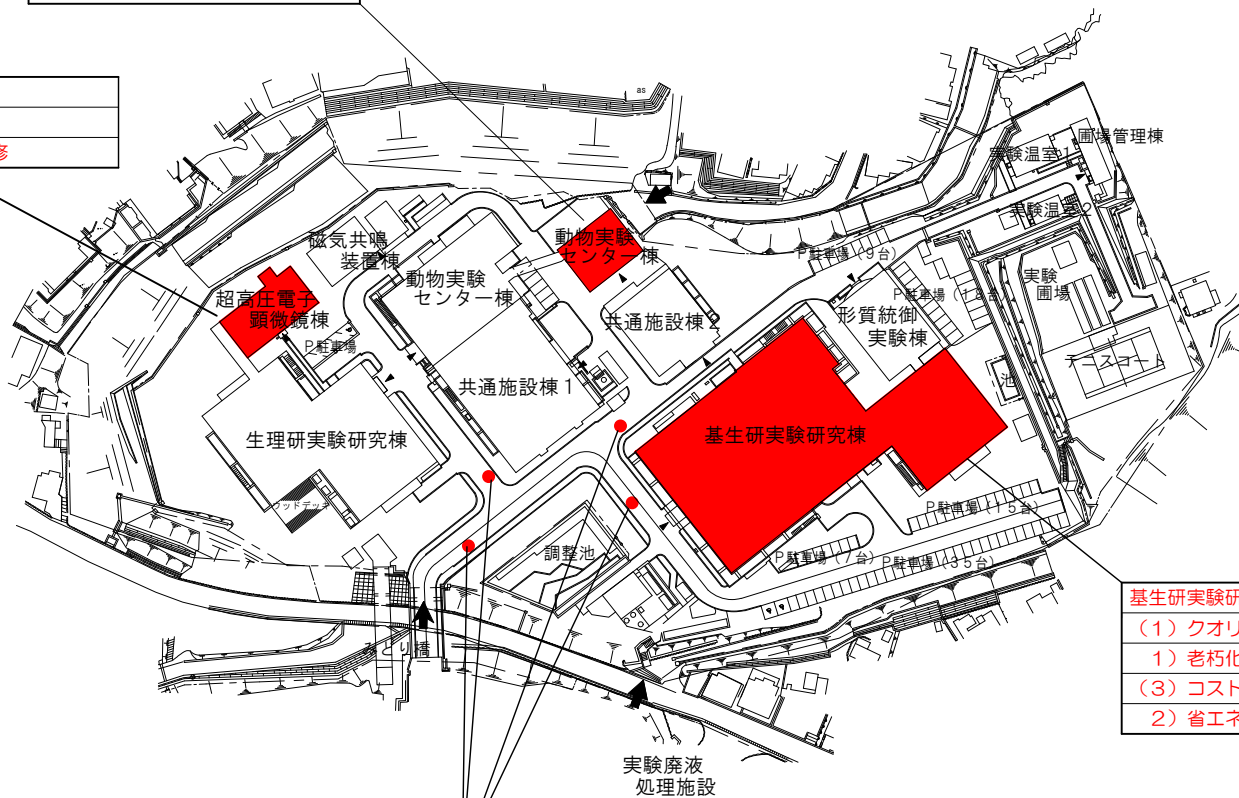 as
修
圃場管理棟
実験温室1
実験温室2
磁気共鳴
装置棟
動物実験
センター棟
P駐車場(9台)
動物実験
センター棟
実験
圃場
超高圧電子
顕微鏡棟
P駐車場(18台)
形質統御
実験棟
共通施設棟2
P駐車場
テニスコート
池
共通施設棟1
生理研実験研究棟
基生研実験研究棟
ウッドデッキ
P駐車場(15台)
調整池
P駐車場(7台)
P駐車場(35台)
基生研実験研
(1)クオリ
1)老朽化
(3)コスト
2)省エネ
橋
実験廃液
処理施設